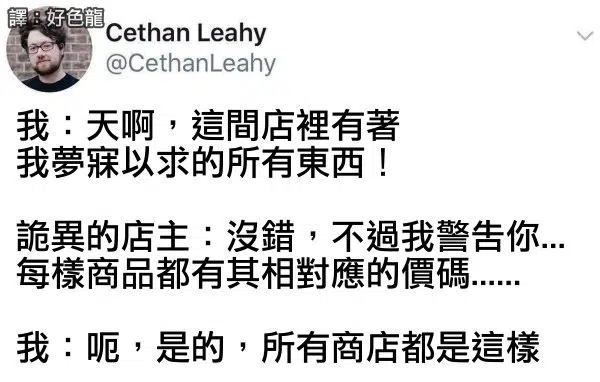 譯：好色龍
Cethan Leahy
@CethanLeahy
我：天啊，這間店裡有著
我夢寐以求的所有東西！
詭異的店主：沒錯，不過我警告你...
每樣商品都有其相對應的價碼......
我：呃，是的，所有商店都是這樣